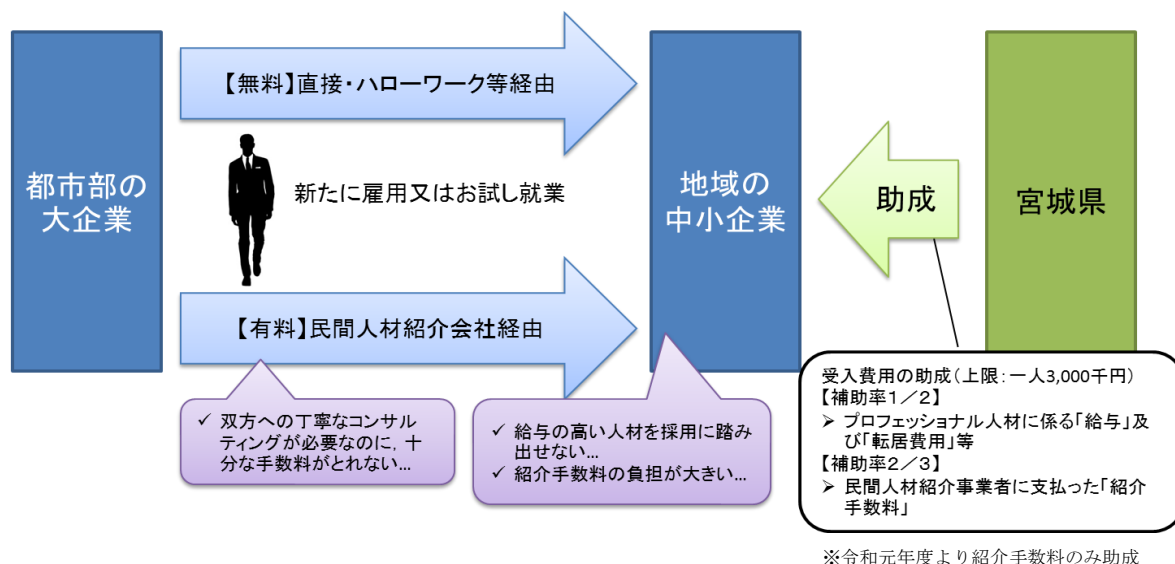 都市部の
大企業
【無料】直接・ハローワーク等経由
新たに雇用又はお試し就業
【有料】民間人材紹介会社経由
✓ 双方への丁寧なコンサル
ティングが必要なのに，十
分な手数料がとれない…
地域の
中小企業
✓ 給与の高い人材を採用に踏み
出せない…
✓ 紹介手数料の負担が大きい…
助成
宮城県
受入費用の助成（上限：一人3,000千円）
【補助率１／２】
➢ プロフェッショナル人材に係る「給与」及
び「転居費用」等
【補助率２／３】
➢ 民間人材紹介事業者に支払った「紹介
手数料」
※令和元年度より紹介手数料のみ助成